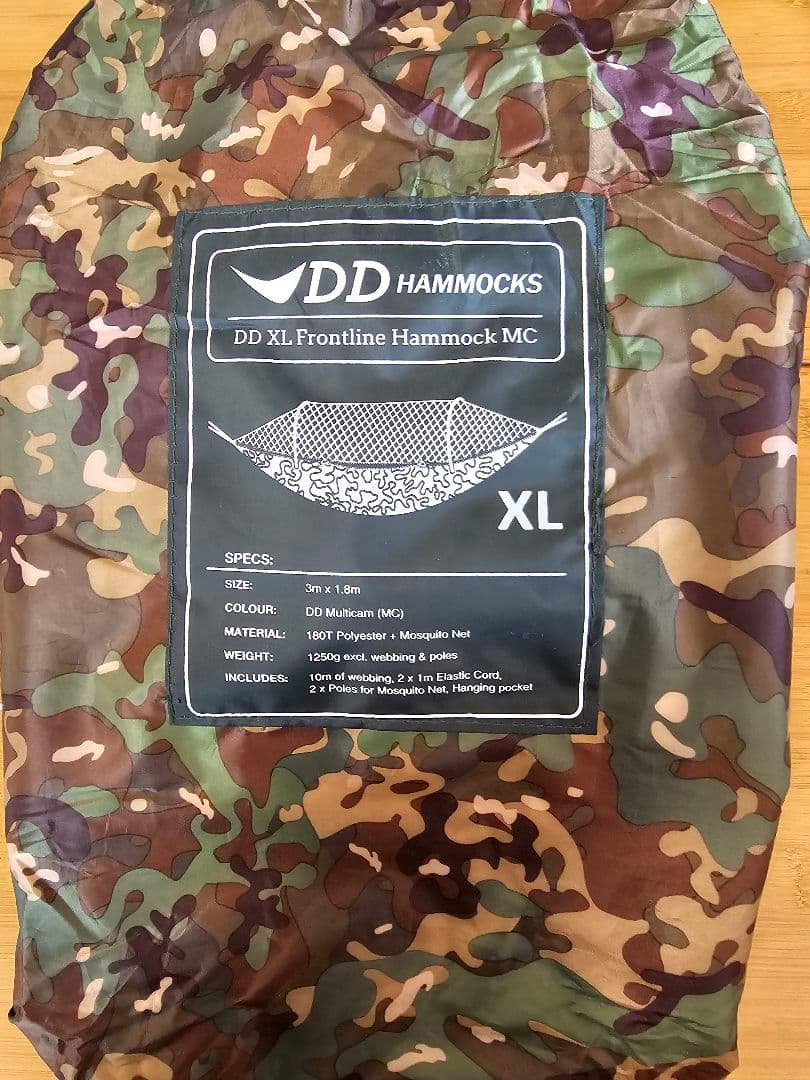 DD HAMMOCKS
DD XL Frontline Hammock MC
XL
SPECS:
SIZE: 3m x 1.8m
COLOUR: DD Multicam (MC)
MATERIAL: 180T Polyester + Mosquito Net
WEIGHT: 1250g excl. webbing & poles
INCLUDES: 10m of webbing, 2 x 1m Elastic Cord,
2 x Poles for Mosquito Net, Hanging pocket